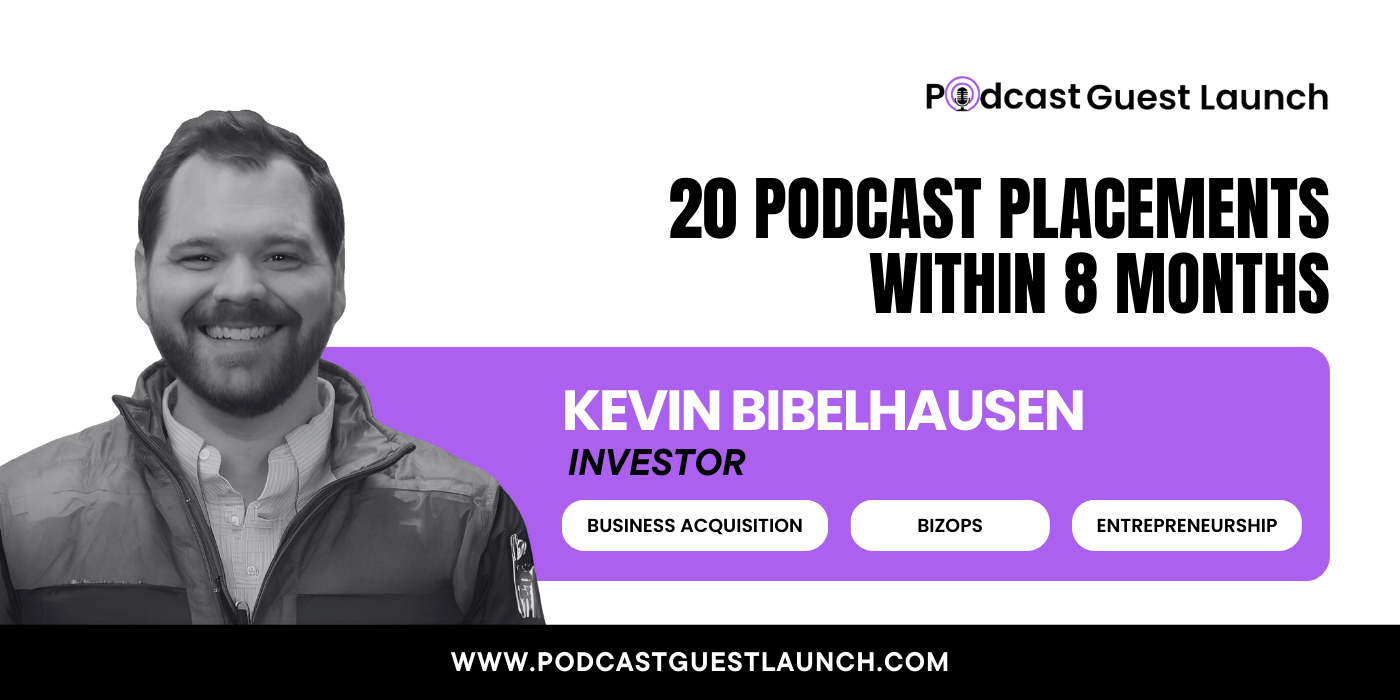 Podcast Guest Launch
20 PODCAST PLACEMENTS
WITHIN 8 MONTHS
KEVIN BIBELHAUSEN
INVESTOR
BUSINESS ACQUISITION
BIZOPS
ENTREPRENEURSHIP
WWW.PODCASTGUESTLAUNCH.COM